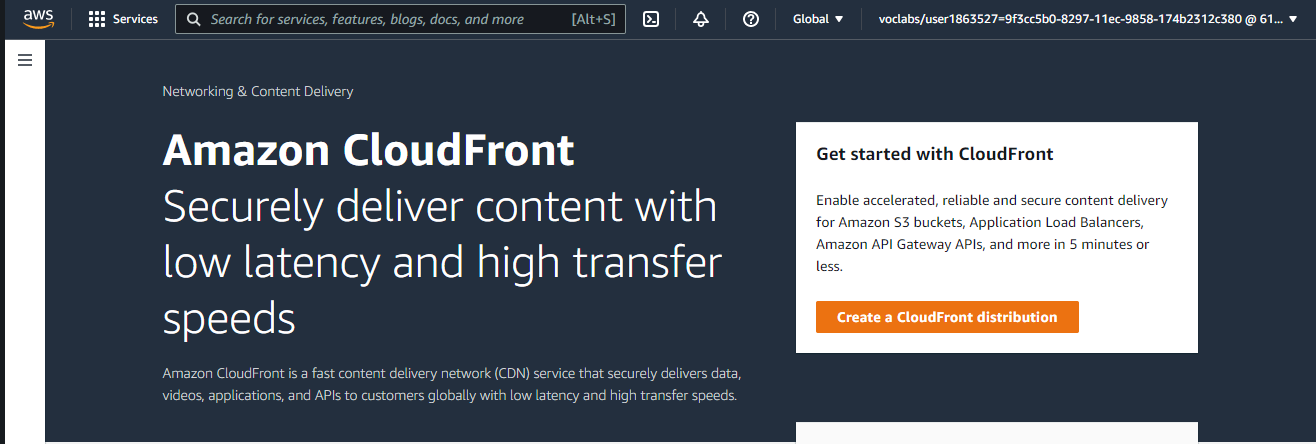 aws
Services
Search for services, features, blogs, docs, and more
[Alt+S]
Global
voclabs/user1863527=9f3cc5b0-8297-11ec-9858-174b2312c380 @ 61...
Networking & Content Delivery
Amazon CloudFront
Securely deliver content with
low latency and high transfer
speeds
Amazon CloudFront is a fast content delivery network (CDN) service that securely delivers data,
videos, applications, and APIs to customers globally with low latency and high transfer speeds.
Get started with CloudFront
Enable accelerated, reliable and secure content delivery
for Amazon S3 buckets, Application Load Balancers,
Amazon API Gateway APIs, and more in 5 minutes or
less.
Create a CloudFront distribution